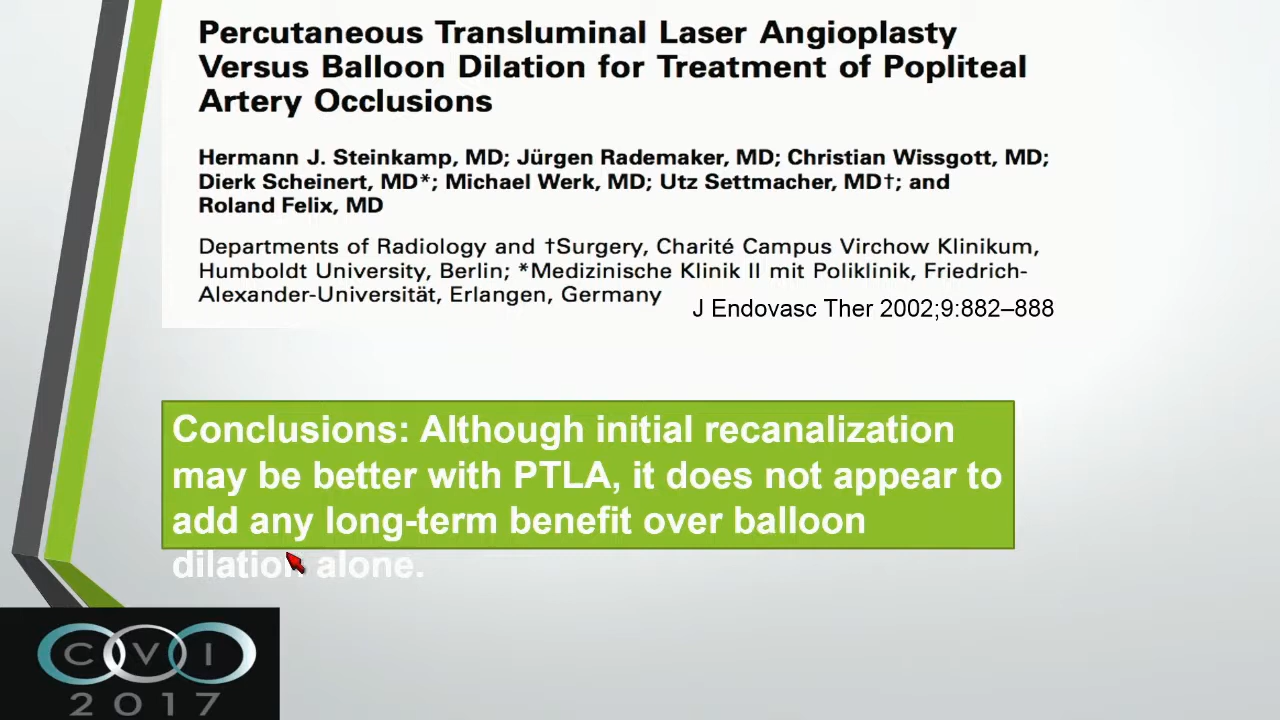 Percutaneous Transluminal Laser Angioplasty
Versus Balloon Dilation for Treatment of Popliteal
Artery Occlusions
Hermann J. Steinkamp, MD; Jürgen Rademaker, MD; Christian Wissgott, MD;
Dierk Scheinert, MD*; Michael Werk, MD; Utz Settmacher, MD†; and
Roland Felix, MD
Departments of Radiology and †Surgery, Charité Campus Virchow Klinikum,
Humboldt University, Berlin; *Medizinische Klinik II mit Poliklinik, Friedrich-
Alexander-Universität, Erlangen, Germany
J Endovasc Ther 2002;9:882–888
Conclusions: Although initial recanalization
may be better with PTLA, it does not appear to
add any long-term benefit over balloon
dilation alone.
CVI
2017